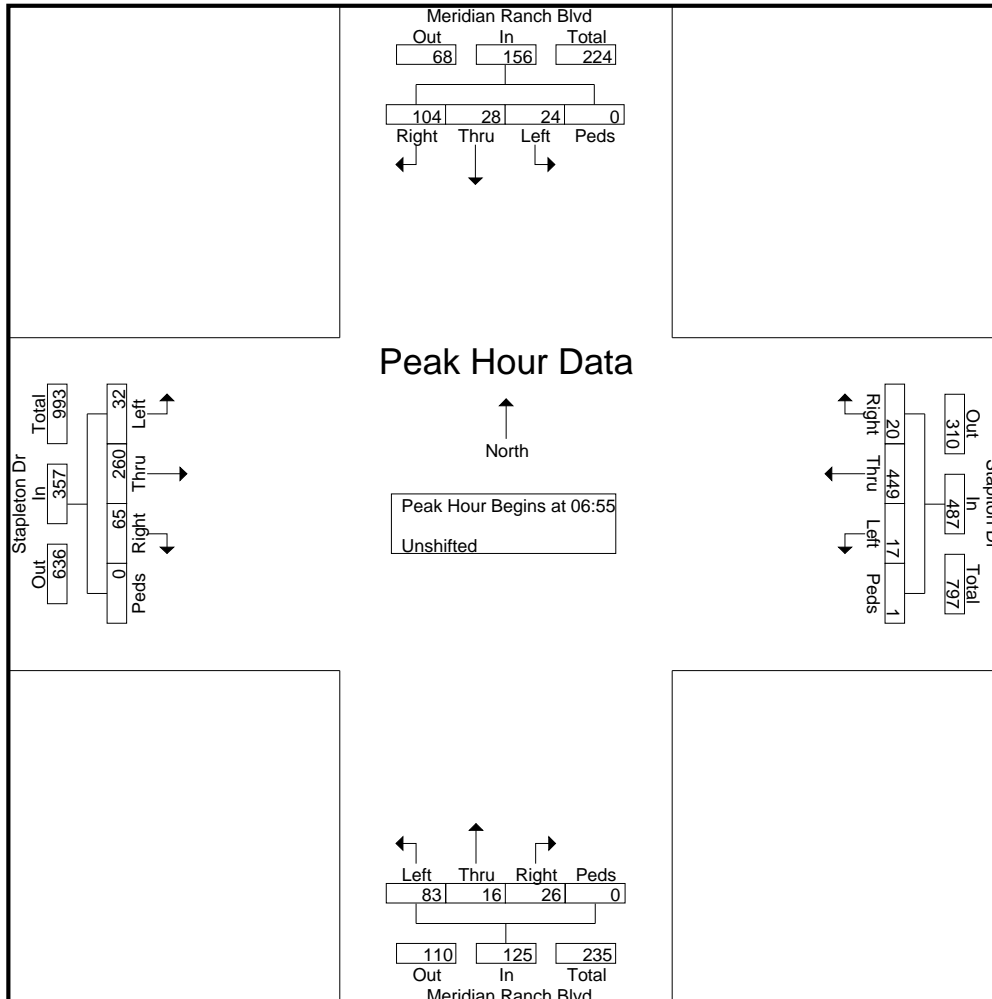 Meridian Ranch Blvd
Out In Total
68 156 224
104 28 24 0
Right Thru Left Peds
Peak Hour Data
North
Peak Hour Begins at 06:55
Unshifted
Stapleton Dr
Total In Out
993 357 636
32 260 65 0
Left Thru Right Peds
Right Thru Left Peds
20 449 17 1
Out In Total
310 487 797
Left Thru Right Peds
83 16 26 0
110 125 235
Out In Total
Meridian Ranch Blvd